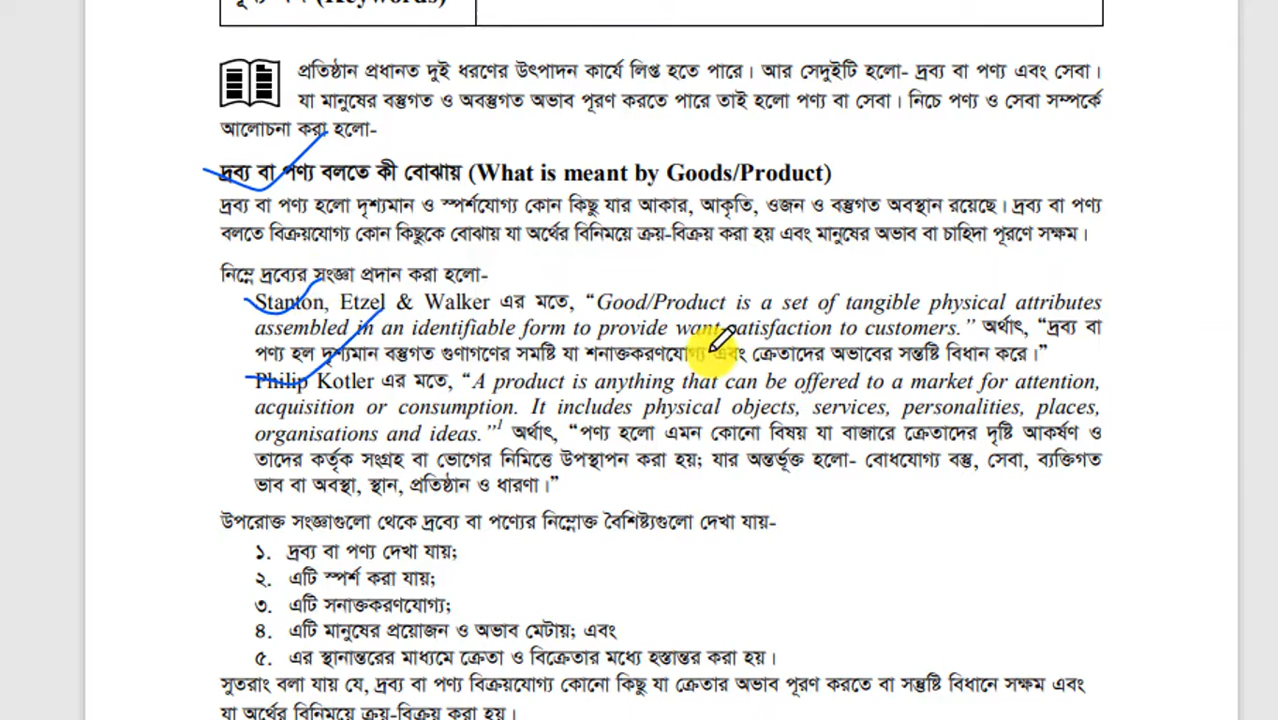 (Keywords)
প্রতিষ্ঠান প্রধানত দুই ধরণের উৎপাদন কার্যে লিপ্ত হতে পারে। আর সেদুইটি হলো- দ্রব্য বা পণ্য এবং সেবা।
যা মানুষের বস্তুগত ও অবস্তুগত অভাব পূরণ করতে পারে তাই হলো পণ্য বা সেবা। নিচে পণ্য ও সেবা সম্পর্কে
আলোচনা করা হলো-
দ্রব্য বা পণ্য বলতে কী বোঝায় (What is meant by Goods/Product)
দ্রব্য বা পণ্য হলো দৃশ্যমান ও স্পর্শযোগ্য কোন কিছু যার আকার, আকৃতি, ওজন ও বস্তুগত অবস্থান রয়েছে। দ্রব্য বা পণ্য
বলতে বিক্রয়যোগ্য কোন কিছুকে বোঝায় যা অর্থের বিনিময়ে ক্রয়-বিক্রয় করা হয় এবং মানুষের অভাব বা চাহিদা পূরণে সক্ষম।
নিম্নে দ্রব্যের সংজ্ঞা প্রদান করা হলো-
Stanton, Etzel & Walker এর মতে, “Good/Product is a set of tangible physical attributes
assembled in an identifiable form to provide want satisfaction to customers.” অর্থাৎ, “দ্রব্য বা
পণ্য হল দৃশ্যমান বস্তুগত গুণাগণের সমষ্টি যা শনাক্তকরণযোগ্য এবং ক্রেতাদের অভাবের সন্তষ্টি বিধান করে।”
Philip Kotler এর মতে, “A product is anything that can be offered to a market for attention,
acquisition or consumption. It includes physical objects, services, personalities, places,
organisations and ideas.”1 অর্থাৎ, “পণ্য হলো এমন কোনো বিষয় যা বাজারে ক্রেতাদের দৃষ্টি আকর্ষণ ও
তাদের কর্তৃক সংগ্রহ বা ভোগের নিমিত্তে উপস্থাপন করা হয়; যার অন্তর্ভূক্ত হলো- বোধযোগ্য বস্তু, সেবা, ব্যক্তিগত
ভাব বা অবস্থা, স্থান, প্রতিষ্ঠান ও ধারণা।”
উপরোক্ত সংজ্ঞাগুলো থেকে দ্রব্যে বা পণ্যের নিম্নোক্ত বৈশিষ্ট্যগুলো দেখা যায়-
১. দ্রব্য বা পণ্য দেখা যায়;
২. এটি স্পর্শ করা যায়;
৩. এটি সনাক্তকরণযোগ্য;
৪. এটি মানুষের প্রয়োজন ও অভাব মেটায়; এবং
৫. এর স্থানান্তরের মাধ্যমে ক্রেতা ও বিক্রেতার মধ্যে হস্তান্তর করা হয়।
সুতরাং বলা যায় যে, দ্রব্য বা পণ্য বিক্রয়যোগ্য কোনো কিছু যা ক্রেতার অভাব পূরণ করতে বা সন্তুষ্টি বিধানে সক্ষম এবং
যা অর্থের বিনিময়ে ক্রয়-বিক্রয় করা হয়।